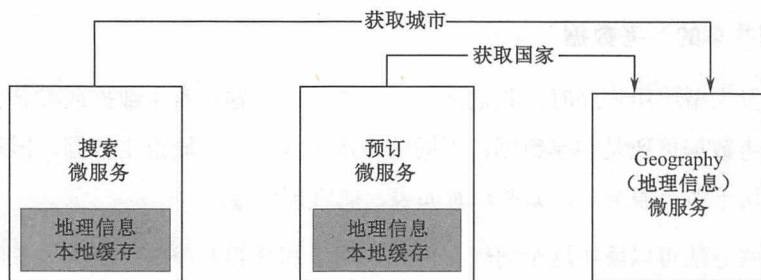 获取城市
获取国家
搜索
微服务
地理信息
本地缓存
预订
微服务
地理信息
本地缓存
Geography
（地理信息）
微服务